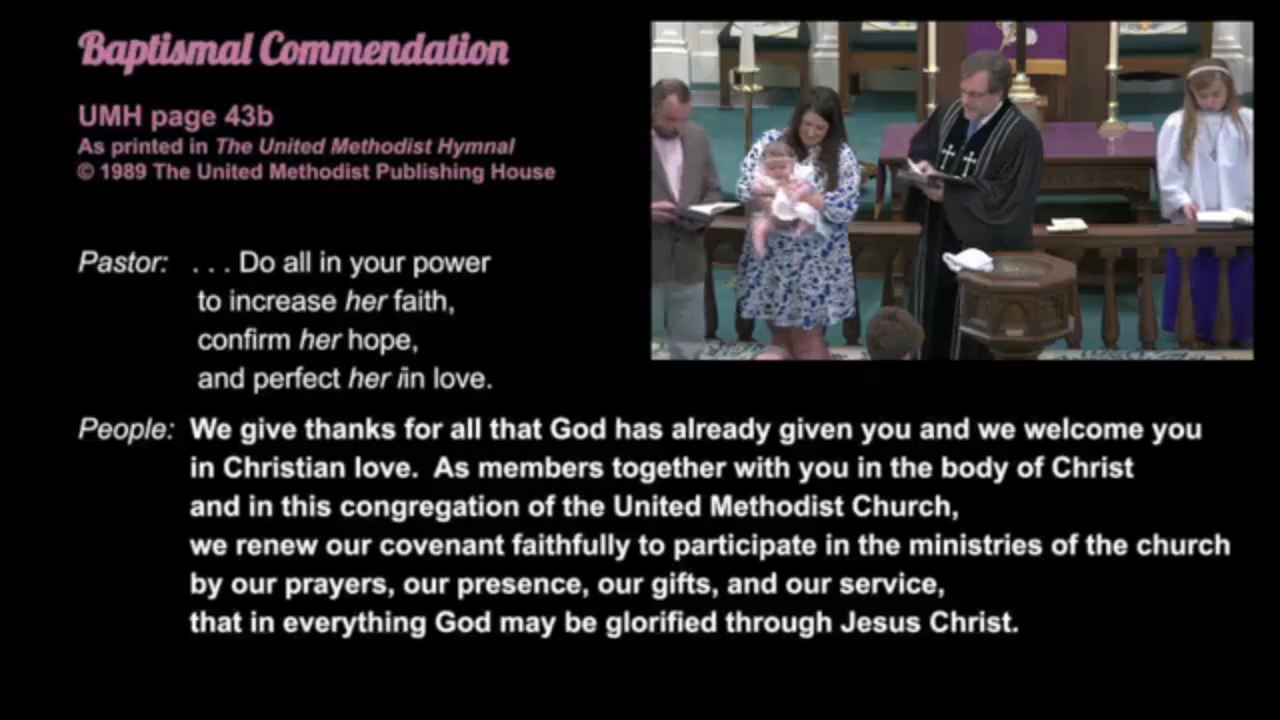 Baptismal Commendation
UMH page 43b
As printed in The United Methodist Hymnal
© 1989 The United Methodist Publishing House
Pastor: . . . Do all in your power
to increase her faith,
confirm her hope,
and perfect her iin love.
People: We give thanks for all that God has already given you and we welcome you
in Christian love. As members together with you in the body of Christ
and in this congregation of the United Methodist Church,
we renew our covenant faithfully to participate in the ministries of the church
by our prayers, our presence, our gifts, and our service,
that in everything God may be glorified through Jesus Christ.